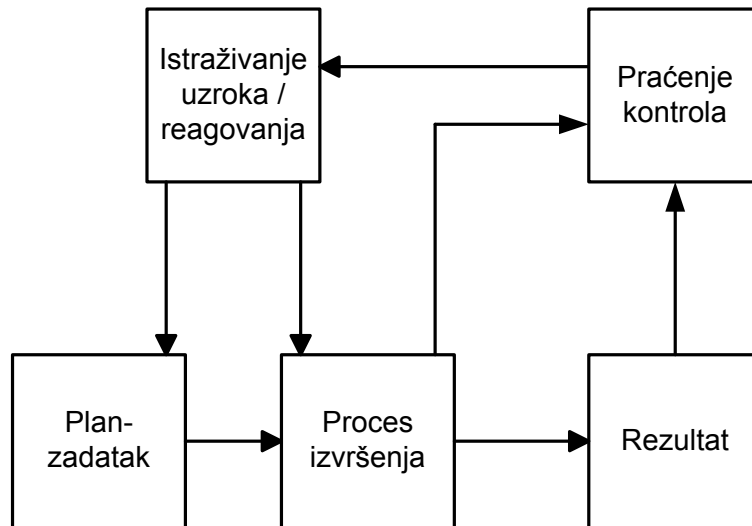 Istraživanje
uzroka /
reagovanja
Praćenje
kontrola
Plan-
zadatak
Proces
izvršenja
Rezultat